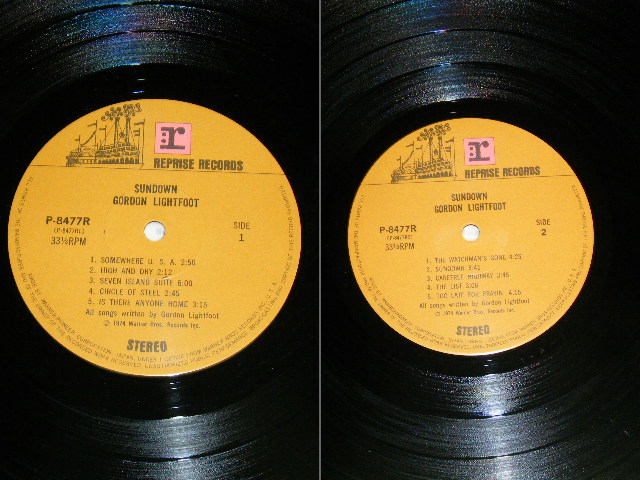 r
REPRISE RECORDS
SUNDOWN
GORDON LIGHTFOOT
P-8477R
(P-8477R1)
33⅓RPM
SIDE
1
1. SOMEWHERE U. S. A. 2:50
2. HIGH AND DRY 2:12
3. SEVEN ISLAND SUITE 6:00
4. CIRCLE OF STEEL 2:45
5. IS THERE ANYONE HOME 3:15
All songs written by Gordon Lightfoot
℗ 1974 Warner Bros. Records Inc.
STEREO
r
REPRISE RECORDS
SUNDOWN
GORDON LIGHTFOOT
P-8477R
(P-8477R2)
33⅓RPM
SIDE
2
1. THE WATCHMAN'S GONE 4:25
2. SUNDOWN 3:41
3. CAREFREE HIGHWAY 3:45
4. THE LIST 3:06
5. TOO LATE FOR PRAYIN' 4:15
All songs written by Gordon Lightfoot
℗ 1974 Warner Bros. Records Inc.
STEREO